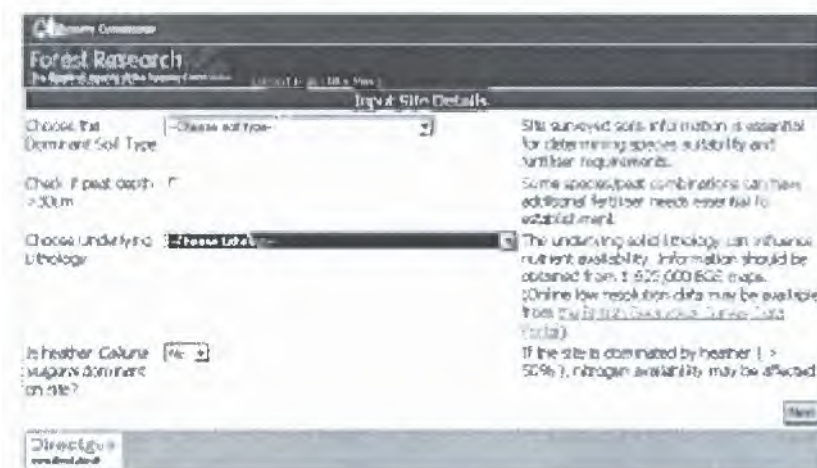 Forestry Commission
Forest Research
Input Site Details
Choose the
Dominant Soil Type
--Choose soil type--
Site surveyed soils information is essential
for determining species suitability and
fertiliser requirements.
Check if peat depth
>30cm
Some species/peat combinations can have
additional fertiliser needs essential to
establishment
Choose Underlying
Lithology
The underlying solid lithology can influence
nutrient availability. Information should be
obtained from 1:625,000 BGS maps.
(Online low resolution data may be available
from the British Geological Survey Data
Portal)
Is heather Calluna
vulgaris dominant
on site?
No
If the site is dominated by heather ( >
50% ), nitrogen availability may be affected
Next
Directgov